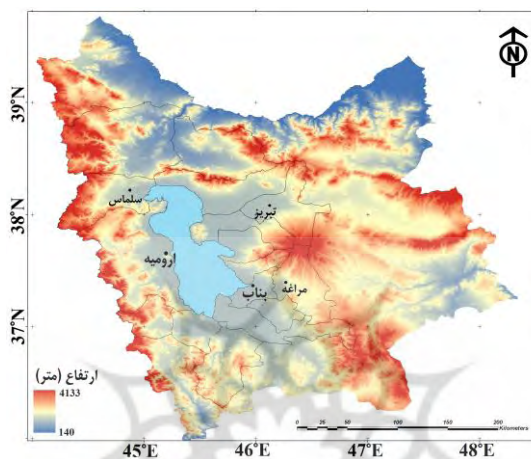 N
39°N
38°N
37°N
سلماس
تبریز
ارومیه
بناب
مراغه
ارتفاع (متر)
4133
140
0 25 50 100 150 200
Kilometers
45°E 46°E 47°E 48°E